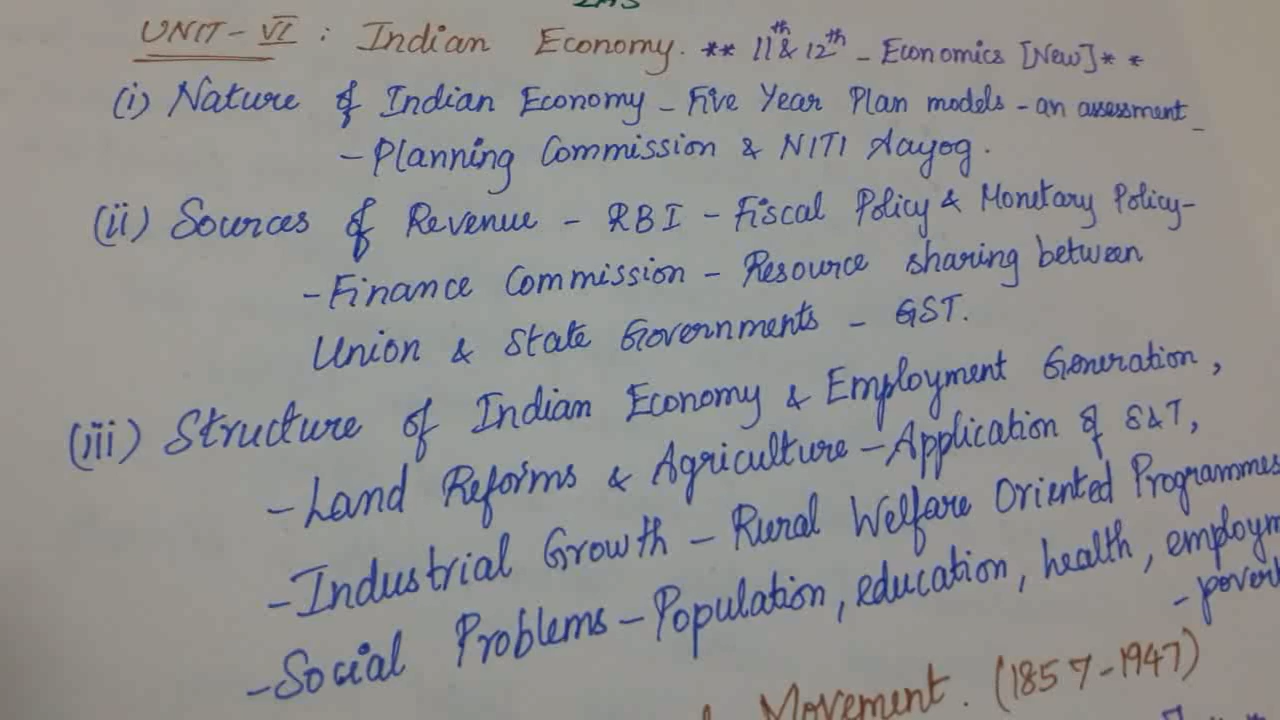 UNIT-VI : Indian Economy. ** 11th & 12th - Economics [New]**
(i) Nature of Indian Economy - Five Year Plan models - an assessment -
- Planning Commission & NITI Aayog.
(ii) Sources of Revenue - RBI - Fiscal Policy & Monetary Policy-
- Finance Commission - Resource sharing between
Union & State Governments - GST.
(iii) Structure of Indian Economy & Employment Generation,
- Land Reforms & Agriculture - Application of S&T,
- Industrial Growth - Rural Welfare Oriented Programmes
- Social Problems - Population, education, health, employm
- povert
Movement. (1857-1947)